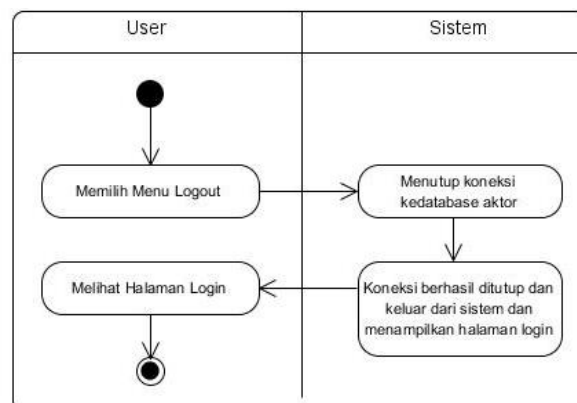 User
Sistem
Memilih Menu Logout
Menutup koneksi
kedatabase aktor
Melihat Halaman Login
Koneksi berhasil ditutup dan
keluar dari sistem dan
menampilkan halaman login